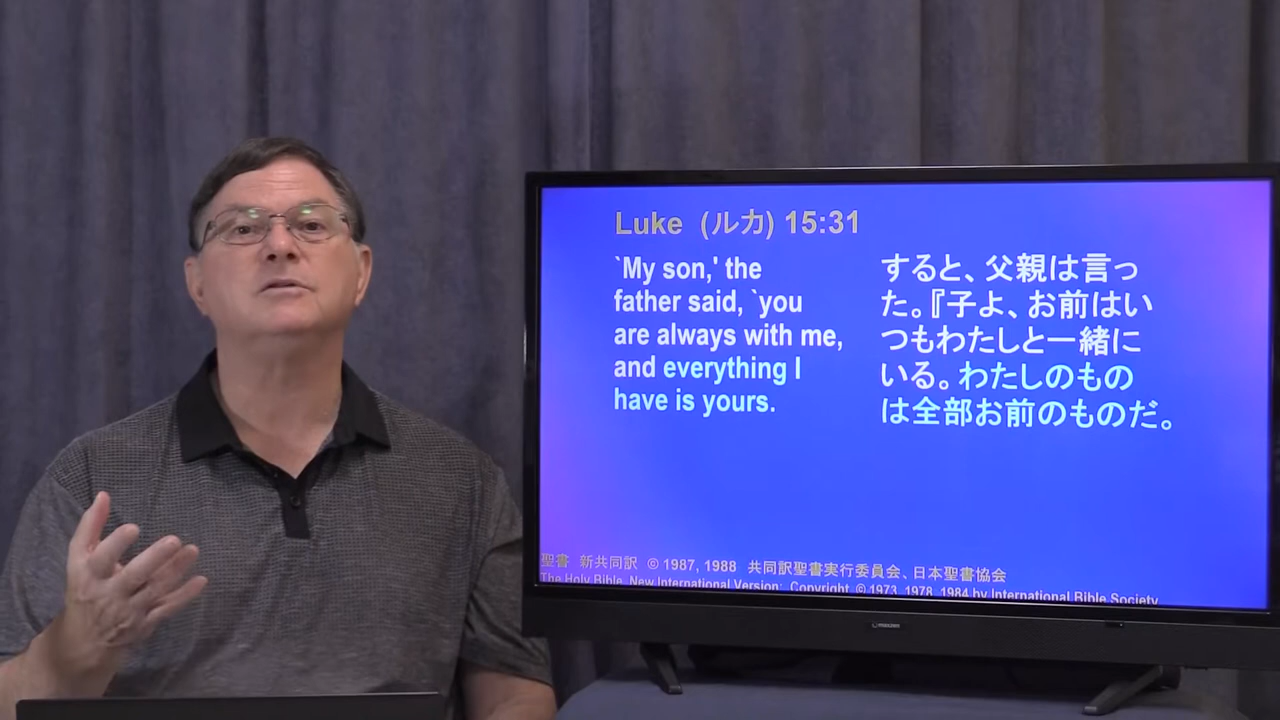 Luke (ルカ) 15:31
`My son,' the
father said, `you
are always with me,
and everything I
have is yours.
すると、父親は言っ
た。『子よ、お前はい
つもわたしと一緒に
いる。わたしのもの
は全部お前のものだ。
聖書 新共同訳 © 1987, 1988 共同訳聖書実行委員会、日本聖書協会
The Holy Bible, New International Version: Copyright © 1973, 1978, 1984 by International Bible Society
maxzen